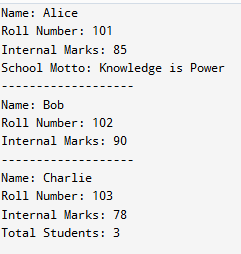 Name: Alice
Roll Number: 101
Internal Marks: 85
School Motto: Knowledge is Power
-------------------
Name: Bob
Roll Number: 102
Internal Marks: 90
-------------------
Name: Charlie
Roll Number: 103
Internal Marks: 78
Total Students: 3